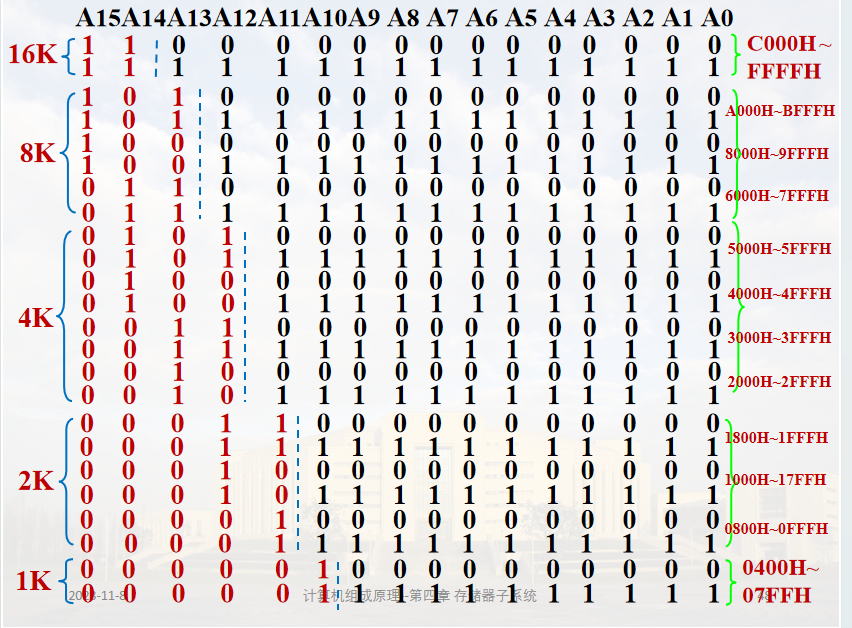 A15 A14 A13 A12 A11 A10 A9 A8 A7 A6 A5 A4 A3 A2 A1 A0
1 1 0 0 0 0 0 0 0 0 0 0 0 0 0 0 C000H~
16K
1 1 1 1 1 1 1 1 1 1 1 1 1 1 1 1 FFFFH
1 0 1 0 0 0 0 0 0 0 0 0 0 0 0 0
A000H~BFFFH
1 0 1 1 1 1 1 1 1 1 1 1 1 1 1 1
1 0 0 0 0 0 0 0 0 0 0 0 0 0 0 0
8K 8000H~9FFFH
1 0 0 1 1 1 1 1 1 1 1 1 1 1 1 1
0 1 1 0 0 0 0 0 0 0 0 0 0 0 0 0
6000H~7FFFH
0 1 1 1 1 1 1 1 1 1 1 1 1 1 1 1
0 1 0 1 0 0 0 0 0 0 0 0 0 0 0 0
5000H~5FFFH
0 1 0 1 1 1 1 1 1 1 1 1 1 1 1 1
0 1 0 0 0 0 0 0 0 0 0 0 0 0 0 0
4000H~4FFFH
0 1 0 0 1 1 1 1 1 1 1 1 1 1 1 1
4K
0 0 1 1 0 0 0 0 0 0 0 0 0 0 0 0
3000H~3FFFH
0 0 1 1 1 1 1 1 1 1 1 1 1 1 1 1
0 0 1 0 0 0 0 0 0 0 0 0 0 0 0 0
2000H~2FFFH
0 0 1 0 1 1 1 1 1 1 1 1 1 1 1 1
0 0 0 1 1 0 0 0 0 0 0 0 0 0 0 0
1800H~1FFFH
0 0 0 1 1 1 1 1 1 1 1 1 1 1 1 1
0 0 0 1 0 0 0 0 0 0 0 0 0 0 0 0
2K 1000H~17FFH
0 0 0 1 0 1 1 1 1 1 1 1 1 1 1 1
0 0 0 0 1 0 0 0 0 0 0 0 0 0 0 0
0800H~0FFFH
0 0 0 0 1 1 1 1 1 1 1 1 1 1 1 1
0 0 0 0 0 1 0 0 0 0 0 0 0 0 0 0 0400H~
1K
0 0 0 0 0 1 1 1 1 1 1 1 1 1 1 1 07FFH
计算机组成原理--第四章 存储器子系统